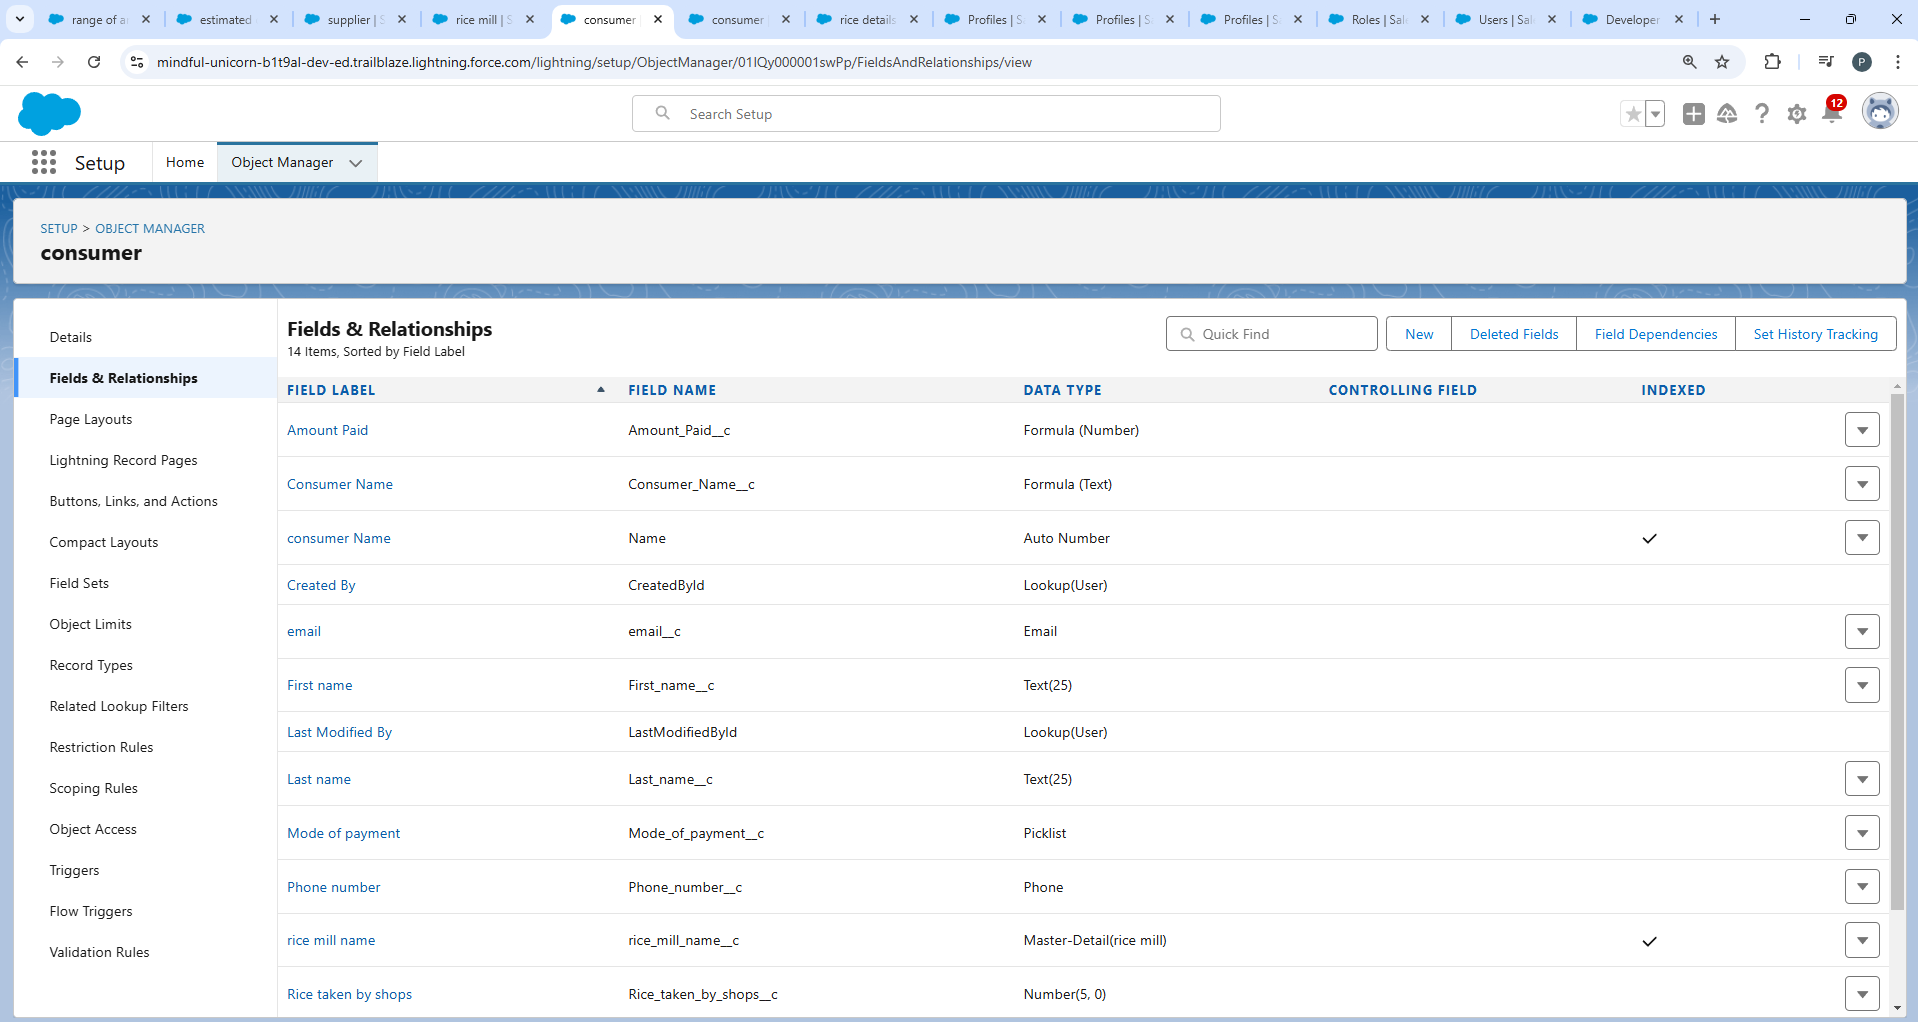 range of a
estimated
supplier | S
rice mill | S
consumer
consumer
rice details
Profiles | Sa
Profiles | Sa
Profiles | Sa
Roles | Sale
Users | Sal
Developer
mindful-unicorn-b1t9al-dev-ed.trailblaze.lightning.force.com/lightning/setup/ObjectManager/01IQy000001swPp/FieldsAndRelationships/view
P
Search Setup
12
Setup
Home
Object Manager
SETUP > OBJECT MANAGER
consumer
Details
Fields & Relationships
Page Layouts
Lightning Record Pages
Buttons, Links, and Actions
Compact Layouts
Field Sets
Object Limits
Record Types
Related Lookup Filters
Restriction Rules
Scoping Rules
Object Access
Triggers
Flow Triggers
Validation Rules
Fields & Relationships
14 Items, Sorted by Field Label
Quick Find
New
Deleted Fields
Field Dependencies
Set History Tracking
FIELD LABEL FIELD NAME DATA TYPE CONTROLLING FIELD INDEXED
Amount Paid Amount_Paid__c Formula (Number)
Consumer Name Consumer_Name__c Formula (Text)
consumer Name Name Auto Number
Created By CreatedById Lookup(User)
email email__c Email
First name First_name__c Text(25)
Last Modified By LastModifiedById Lookup(User)
Last name Last_name__c Text(25)
Mode of payment Mode_of_payment__c Picklist
Phone number Phone_number__c Phone
rice mill name rice_mill_name__c Master-Detail(rice mill)
Rice taken by shops Rice_taken_by_shops__c Number(5, 0)